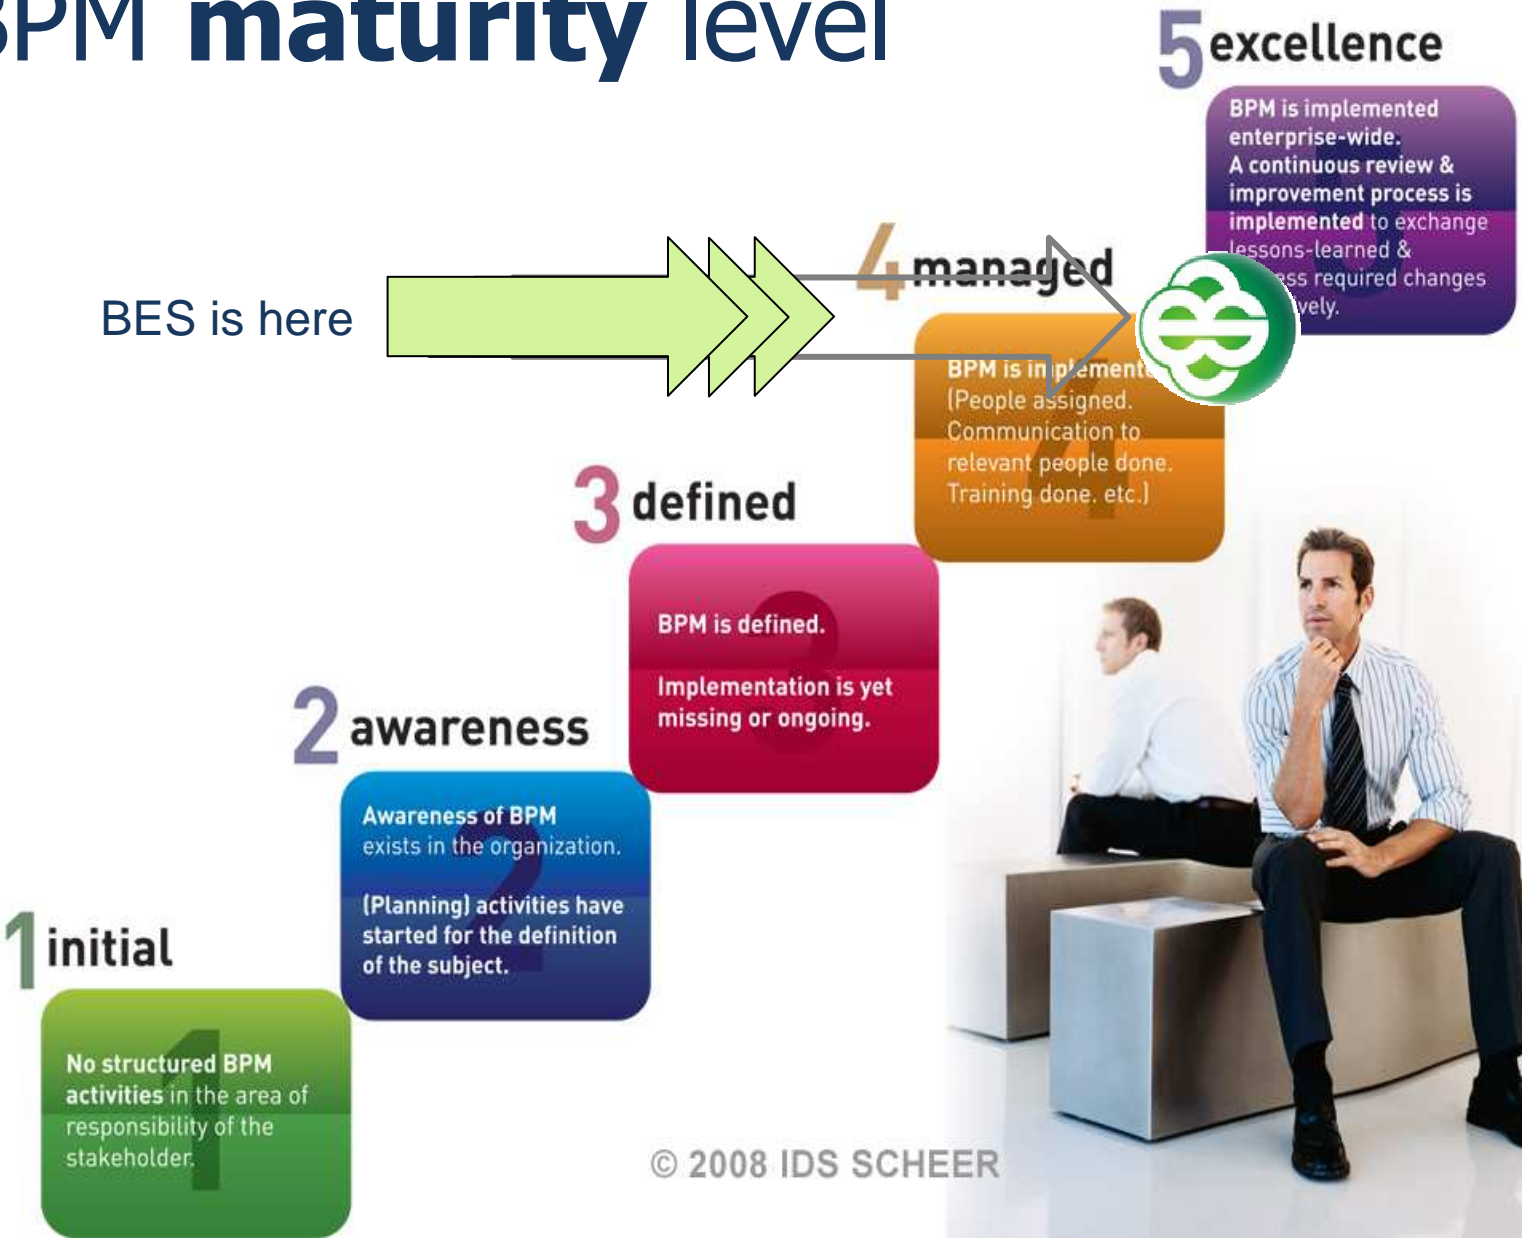 BPM maturity level
5 excellence
BPM is implemented
enterprise-wide.
A continuous review &
improvement process is
implemented to exchange
lessons-learned &
required changes
4 managed
BES is here
BPM is
(People assigned.
Communication to
relevant people done.
Training done. etc.)
3 defined
BPM is defined.
Implementation is yet
missing or ongoing.
2 awareness
Awareness of BPM
exists in the organization.
(Planning) activities have
started for the definition
of the subject.
1 initial
No structured BPM
activities in the area of
responsibility of the
stakeholder.
© 2008 IDS SCHEER